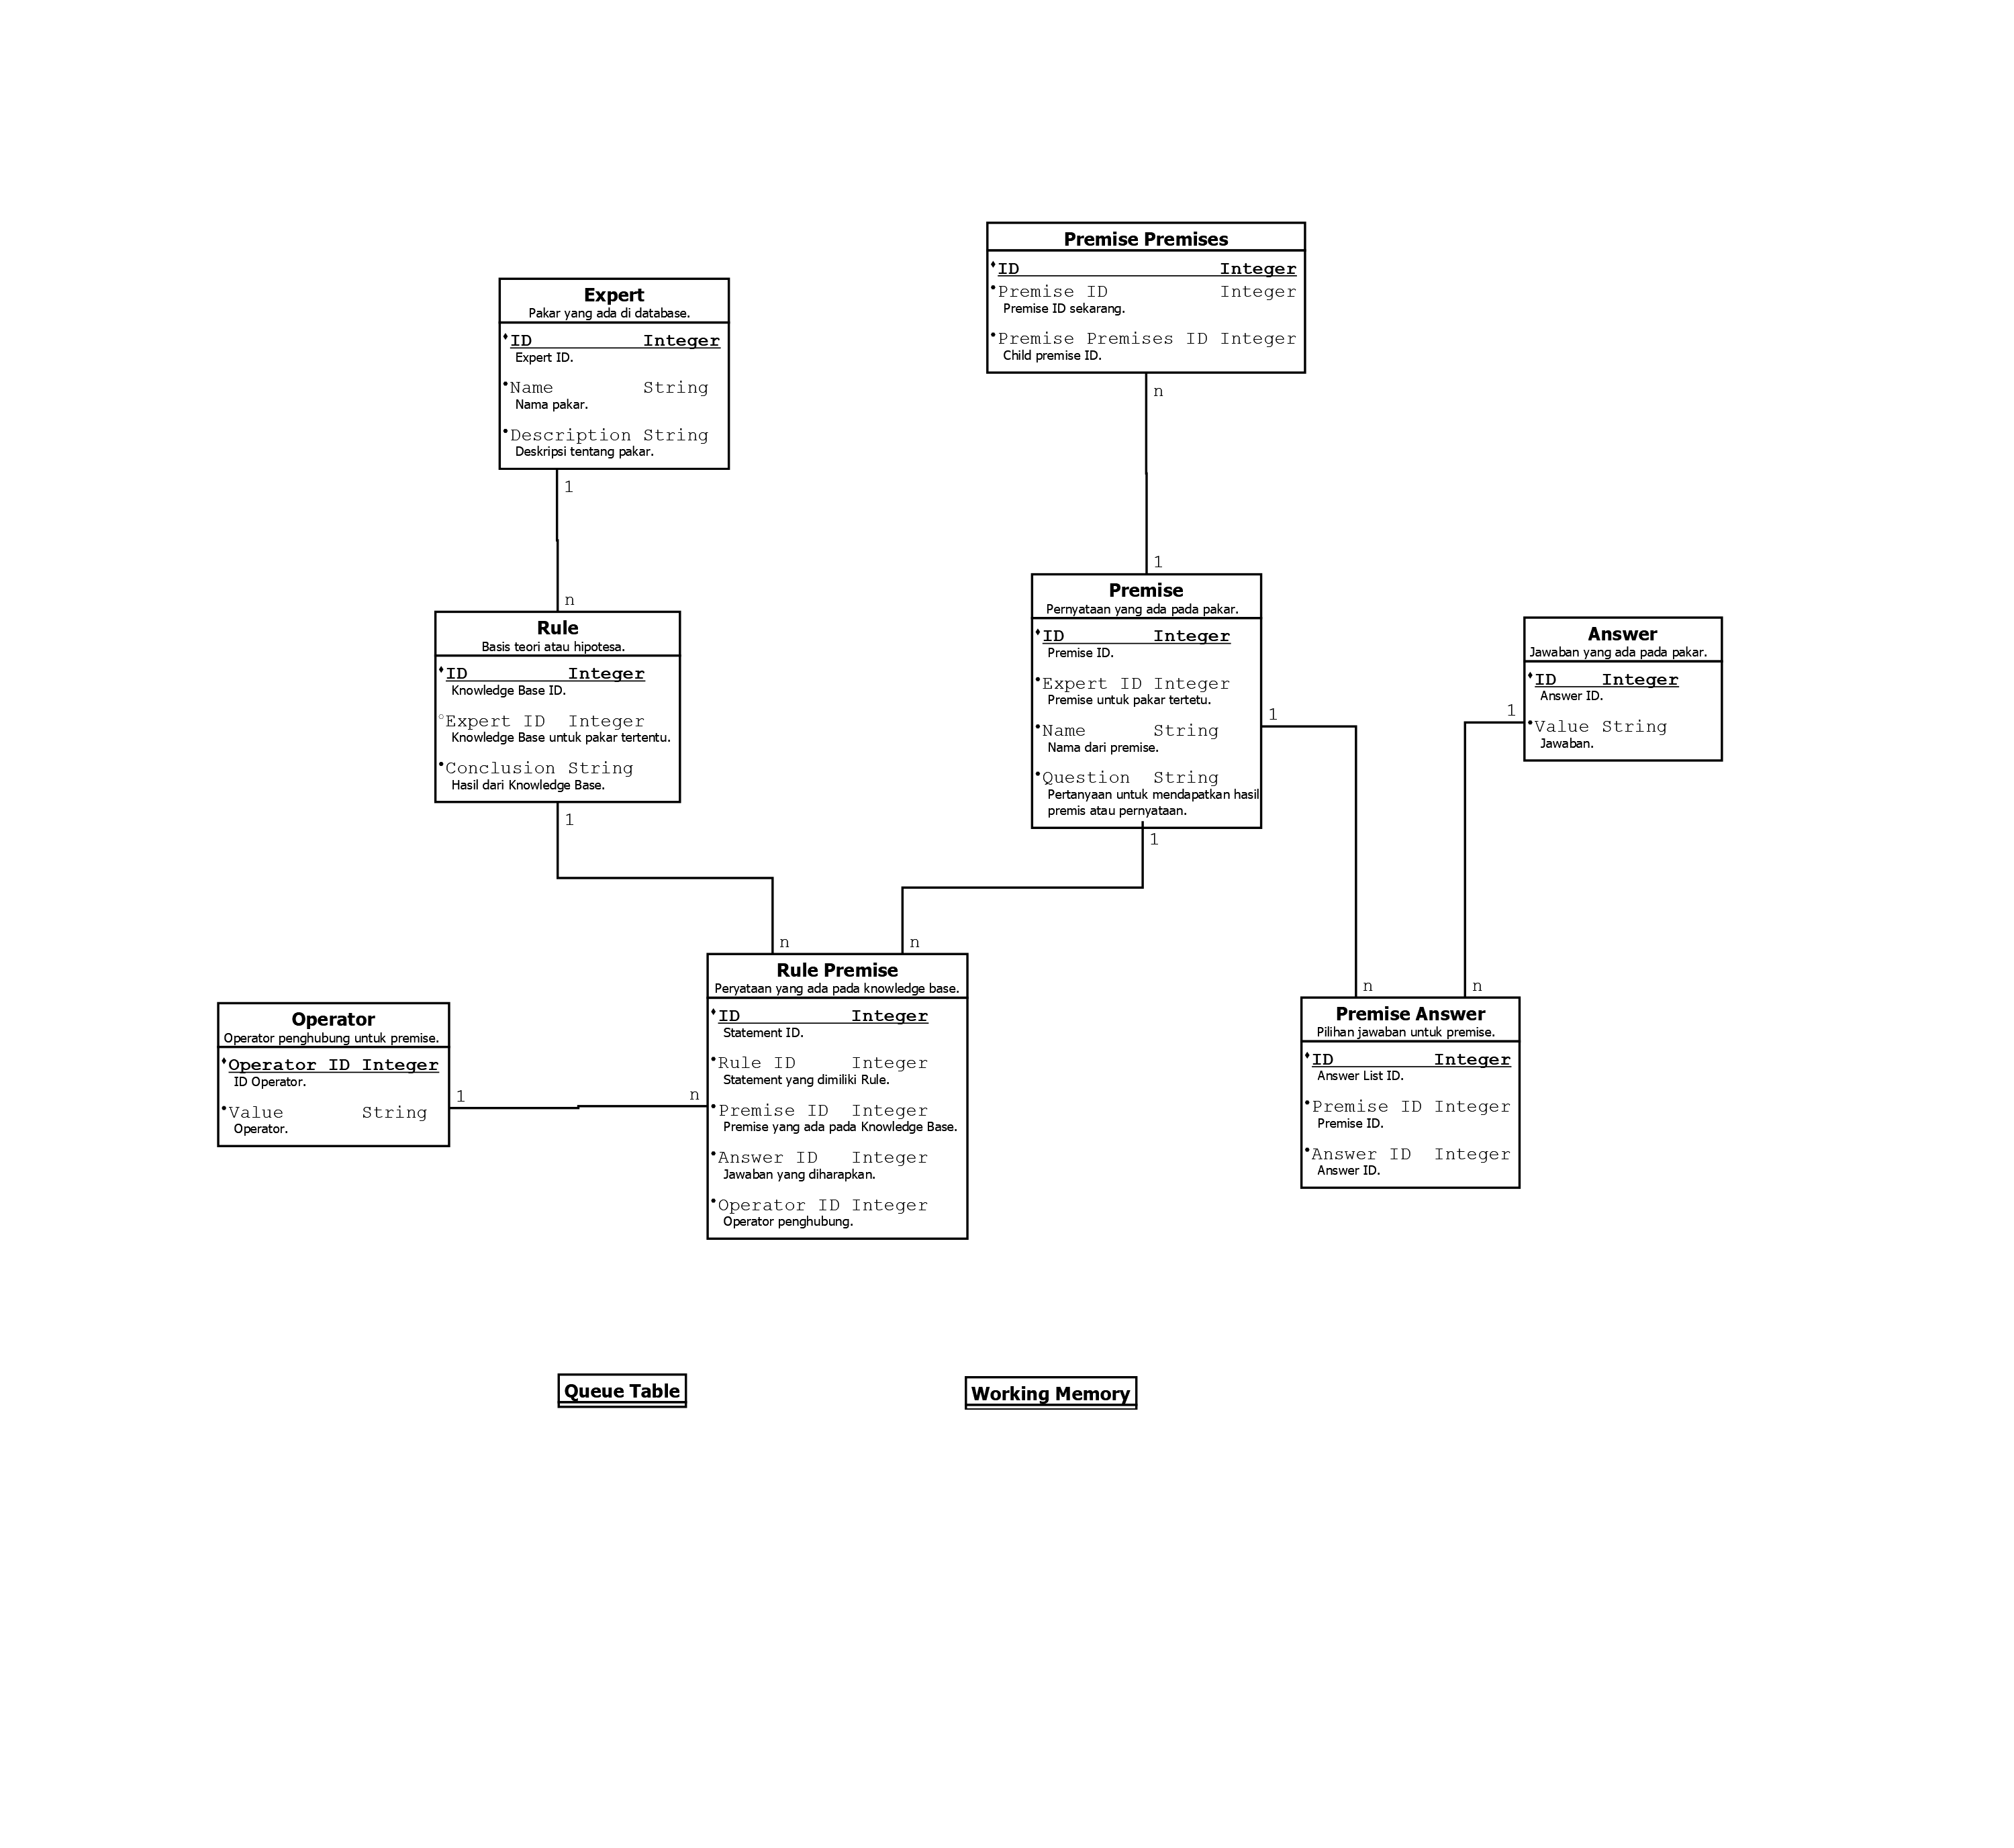 Premise Premises
ID Integer
Premise ID Integer
Premise ID sekarang.
Premise Premises ID Integer
Child premise ID.
n
1
Expert
Pakar yang ada di database.
ID Integer
Expert ID.
Name String
Nama pakar.
Description String
Deskripsi tentang pakar.
1
n
Rule
Basis teori atau hipotesa.
ID Integer
Knowledge Base ID.
Expert ID Integer
Knowledge Base untuk pakar tertentu.
Conclusion String
Hasil dari Knowledge Base.
1
n
Premise
Pernyataan yang ada pada pakar.
ID Integer
Premise ID.
Expert ID Integer
Premise untuk pakar tertetu.
Name String
Nama dari premise.
Question String
Pertanyaan untuk mendapatkan hasil
premis atau pernyataan.
1
1
n
n
Answer
Jawaban yang ada pada pakar.
ID Integer
Answer ID.
Value String
Jawaban.
1
n
Rule Premise
Peryataan yang ada pada knowledge base.
ID Integer
Statement ID.
Rule ID Integer
Statement yang dimiliki Rule.
Premise ID Integer
Premise yang ada pada Knowledge Base.
Answer ID Integer
Jawaban yang diharapkan.
Operator ID Integer
Operator penghubung.
Operator
Operator penghubung untuk premise.
Operator ID Integer
ID Operator.
Value String
Operator.
1
n
Premise Answer
Pilihan jawaban untuk premise.
ID Integer
Answer List ID.
Premise ID Integer
Premise ID.
Answer ID Integer
Answer ID.
Queue Table
Working Memory